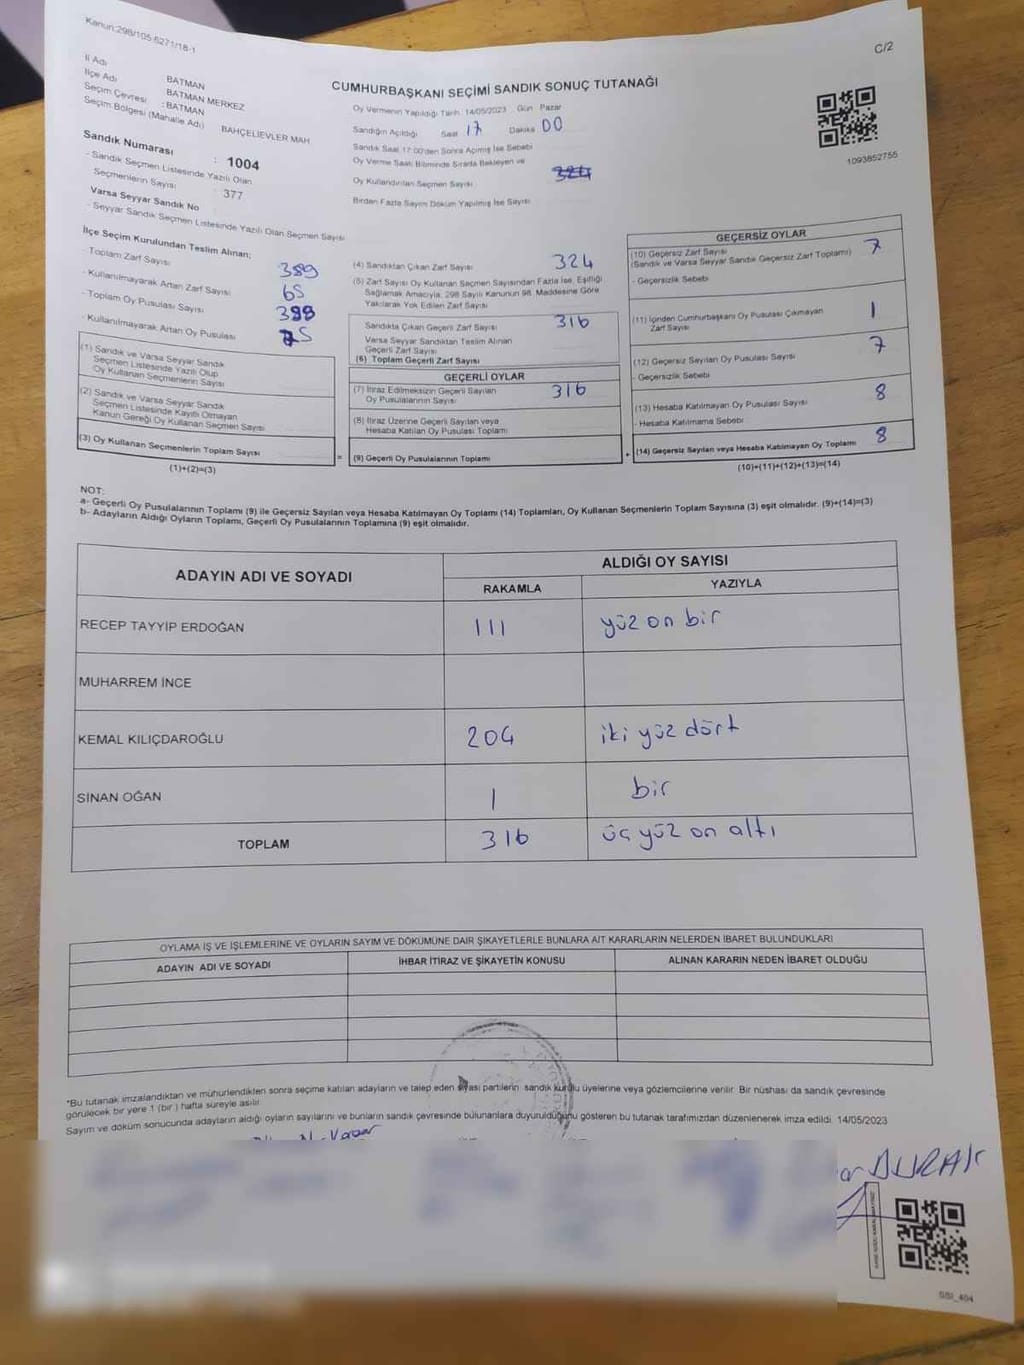 Kanun:298/105 6271/18-1
C/2
İl Adı BATMAN
İlçe Adı BATMAN MERKEZ
Seçim Çevresi : BATMAN
Seçim Bölgesi (Mahalle Adı) BAHÇELİEVLER MAH
Sandık Numarası : 1004
- Sandık Seçmen Listesinde Yazılı Olan
Seçmenlerin Sayısı 377
Varsa Seyyar Sandık No
- Seyyar Sandık Seçmen Listesinde Yazılı Olan Seçmen Sayısı
CUMHURBAŞKANI SEÇİMİ SANDIK SONUÇ TUTANAĞI
Oy Vermenin Yapıldığı Tarih 14/05/2023 Gün Pazar
Sandığın Açıldığı Saat 17 Dakika 00
Sandık Saat 17:00'den Sonra Açılmış İse Sebebi
Oy Verme Saati Bitiminde Sırada Bekleyen ve
Oy Kullandırılan Seçmen Sayısı 324
Birden Fazla Sayım Döküm Yapılmış İse Sayısı
1093852755
İlçe Seçim Kurulundan Teslim Alınan;
- Toplam Zarf Sayısı 389
- Kullanılmayarak Artan Zarf Sayısı 65
- Toplam Oy Pusulası Sayısı 399
- Kullanılmayarak Artan Oy Pusulası 75
(1) Sandık ve Varsa Seyyar Sandık
Seçmen Listesinde Yazılı Olup
Oy Kullanan Seçmenlerin Sayısı
(2) Sandık ve Varsa Seyyar Sandık
Seçmen Listesinde Kayıtlı Olmayan
Kanun Gereği Oy Kullanan Seçmen Sayısı
(3) Oy Kullanan Seçmenlerin Toplam Sayısı
(1)+(2)=(3)
(4) Sandıktan Çıkan Zarf Sayısı 324
(5) Zarf Sayısı Oy Kullanan Seçmen Sayısından Fazla İse, Eşitliği
Sağlamak Amacıyla; 298 Sayılı Kanunun 98. Maddesine Göre
Yakılarak Yok Edilen Zarf Sayısı
Sandıkta Çıkan Geçerli Zarf Sayısı 316
Varsa Seyyar Sandıktan Teslim Alınan
Geçerli Zarf Sayısı
(6) Toplam Geçerli Zarf Sayısı
GEÇERLİ OYLAR
(7) İtiraz Edilmeksizin Geçerli Sayılan
Oy Pusulalarının Sayısı 316
(8) İtiraz Üzerine Geçerli Sayılan veya
Hesaba Katılan Oy Pusulası Toplamı
= (9) Geçerli Oy Pusulalarının Toplamı +
GEÇERSİZ OYLAR
(10) Geçersiz Zarf Sayısı 7
(Sandık ve Varsa Seyyar Sandık Geçersiz Zarf Toplamı)
- Geçersizlik Sebebi
(11) İçinden Cumhurbaşkanı Oy Pusulası Çıkmayan
Zarf Sayısı 1
(12) Geçersiz Sayılan Oy Pusulası Sayısı 7
- Geçersizlik Sebebi
(13) Hesaba Katılmayan Oy Pusulası Sayısı 8
- Hesaba Katılmama Sebebi
(14) Geçersiz Sayılan veya Hesaba Katılmayan Oy Toplamı 8
(10)+(11)+(12)+(13)=(14)
NOT:
a- Geçerli Oy Pusulalarının Toplamı (9) ile Geçersiz Sayılan veya Hesaba Katılmayan Oy Toplamı (14) Toplamları, Oy Kullanan Seçmenlerin Toplam Sayısına (3) eşit olmalıdır. (9)+(14)=(3)
b- Adayların Aldığı Oyların Toplamı, Geçerli Oy Pusulalarının Toplamına (9) eşit olmalıdır.
ADAYIN ADI VE SOYADI ALDIĞI OY SAYISI
RAKAMLA YAZIYLA
RECEP TAYYİP ERDOĞAN 111 yüz on bir
MUHARREM İNCE
KEMAL KILIÇDAROĞLU 204 iki yüz dört
SİNAN OĞAN 1 bir
TOPLAM 316 üç yüz on altı
OYLAMA İŞ VE İŞLEMLERİNE VE OYLARIN SAYIM VE DÖKÜMÜNE DAİR ŞİKAYETLERLE BUNLARA AİT KARARLARIN NELERDEN İBARET BULUNDUKLARI
ADAYIN ADI VE SOYADI İHBAR İTİRAZ VE ŞİKAYETİN KONUSU ALINAN KARARIN NEDEN İBARET OLDUĞU
*Bu tutanak imzalandıktan ve mühürlendikten sonra seçime katılan adayların ve talep eden siyasi partilerin sandık kurulu üyelerine veya gözlemcilerine verilir. Bir nüshası da sandık çevresinde
görülecek bir yere 1 (bir) hafta süreyle asılır.
Sayım ve döküm sonucunda adayların aldığı oyların sayılarını ve bunların sandık çevresinde bulunanlara duyurulduğunu gösteren bu tutanak tarafımızdan düzenlenerek imza edildi. 14/05/2023
BURAK
SSI_404